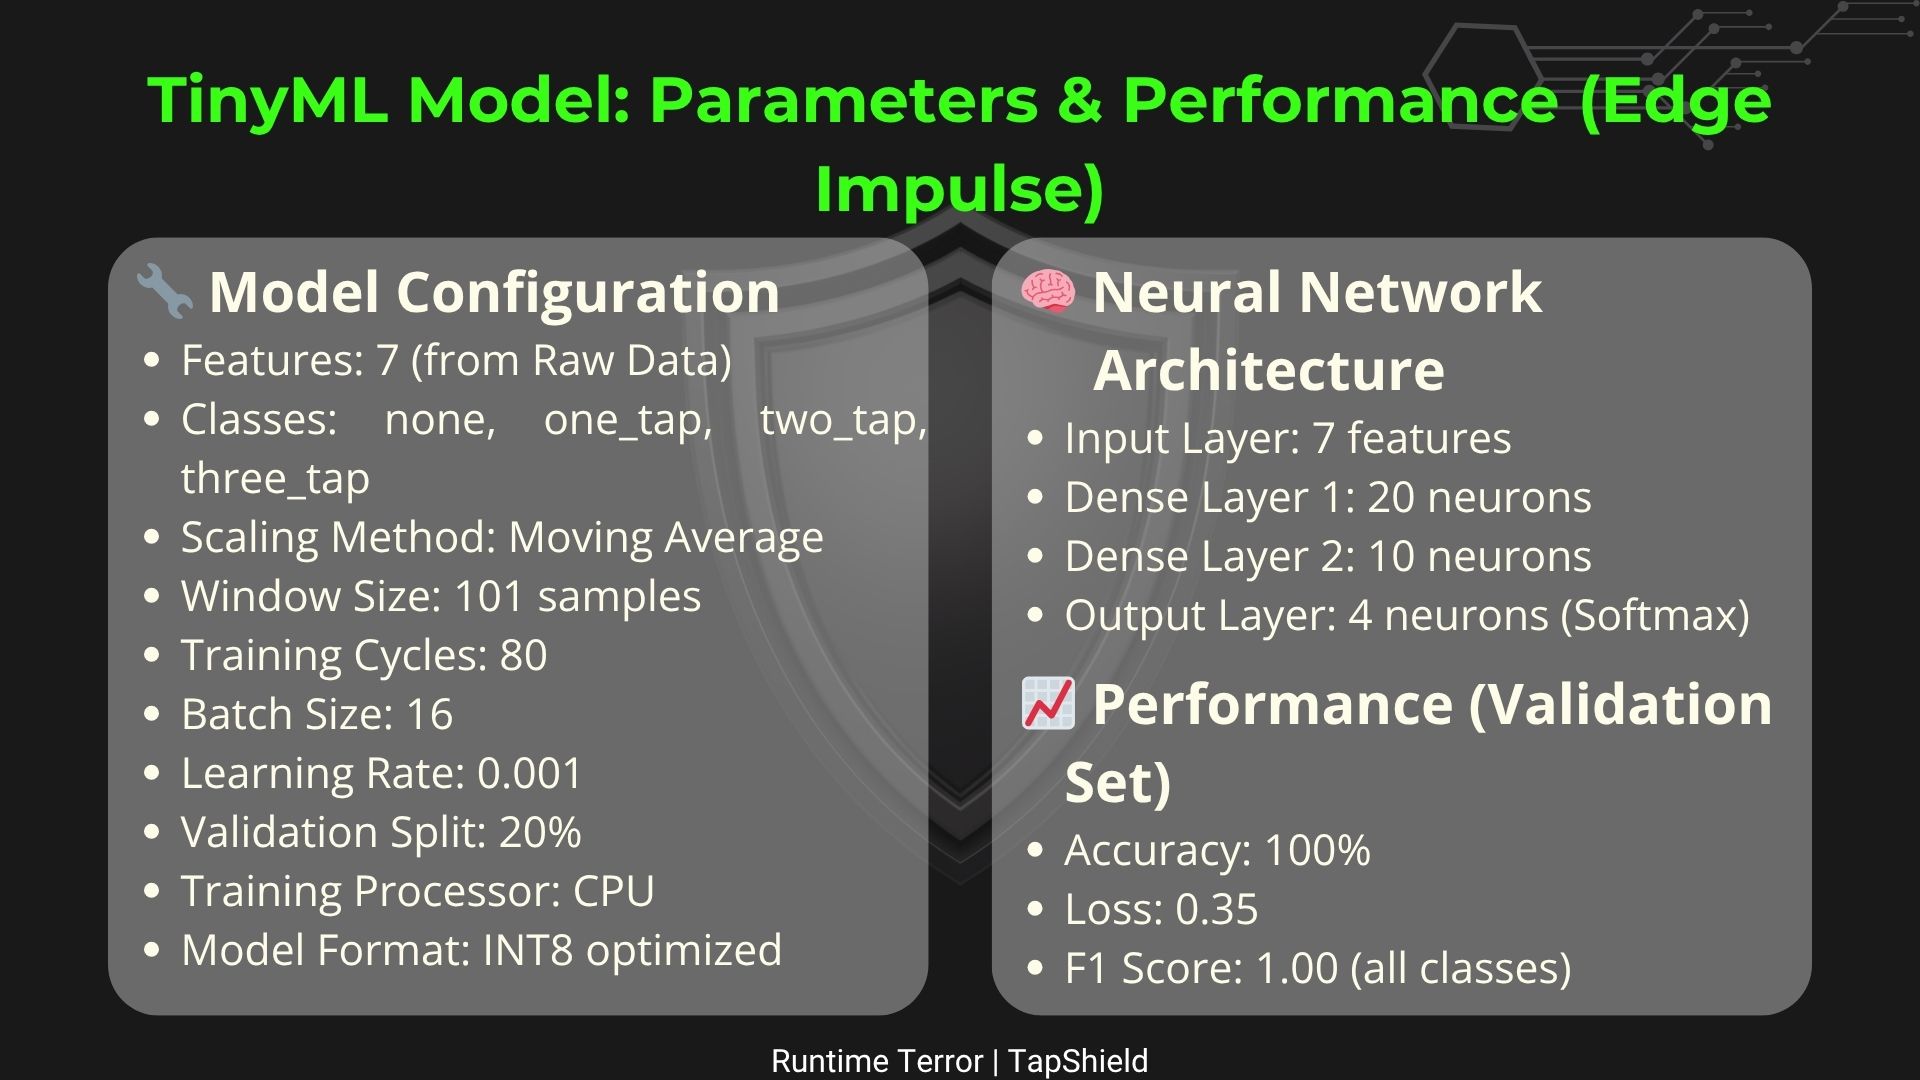 TinyML Model: Parameters & Performance (Edge
Impulse)
🔧 Model Configuration
• Features: 7 (from Raw Data)
• Classes: none, one_tap, two_tap,
three_tap
• Scaling Method: Moving Average
• Window Size: 101 samples
• Training Cycles: 80
• Batch Size: 16
• Learning Rate: 0.001
• Validation Split: 20%
• Training Processor: CPU
• Model Format: INT8 optimized
🧠 Neural Network
Architecture
• Input Layer: 7 features
• Dense Layer 1: 20 neurons
• Dense Layer 2: 10 neurons
• Output Layer: 4 neurons (Softmax)
📈 Performance (Validation
Set)
• Accuracy: 100%
• Loss: 0.35
• F1 Score: 1.00 (all classes)
Runtime Terror | TapShield